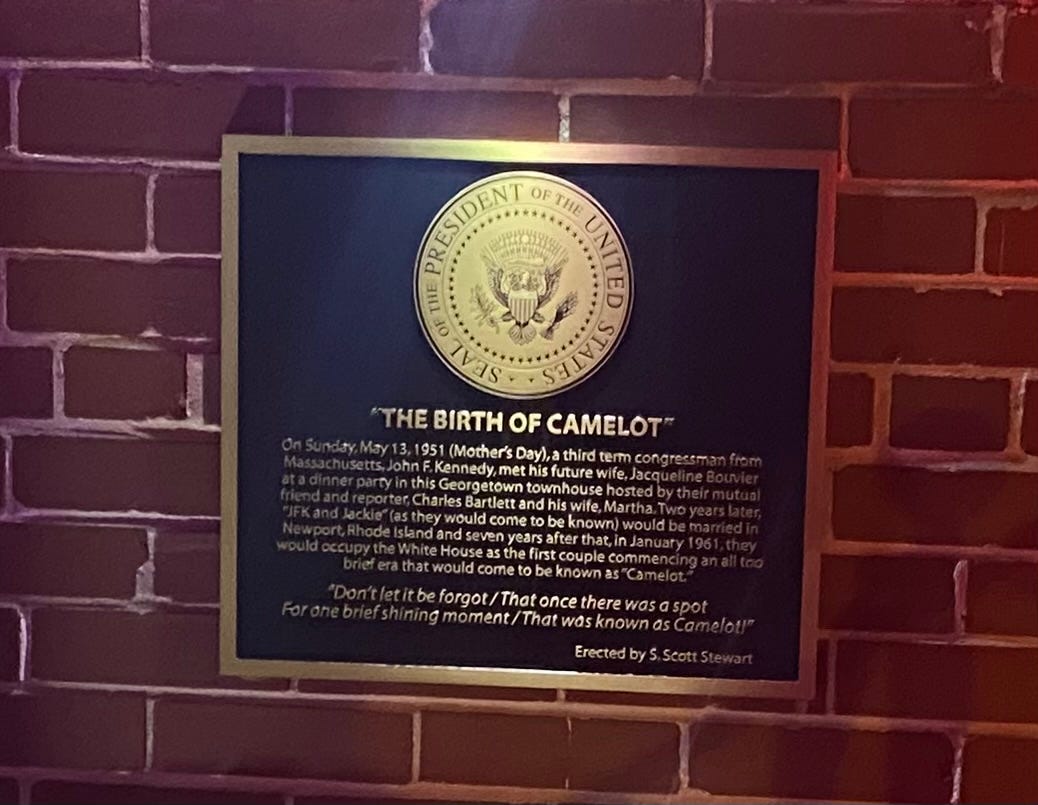 SEAL OF THE PRESIDENT OF THE UNITED STATES
"THE BIRTH OF CAMELOT"
On Sunday, May 13, 1951 (Mother's Day), a third term congressman from
Massachusetts, John F. Kennedy, met his future wife, Jacqueline Bouvier
at a dinner party in this Georgetown townhouse hosted by their mutual
friend and reporter, Charles Bartlett and his wife, Martha. Two years later,
"JFK and Jackie" (as they would come to be known) would be married in
Newport, Rhode Island and seven years after that, in January 1961, they
would occupy the White House as the first couple commencing an all too
brief era that would come to be known as "Camelot."
"Don't let it be forgot / That once there was a spot
For one brief shining moment / That was known as Camelot!"
Erected by S. Scott Stewart